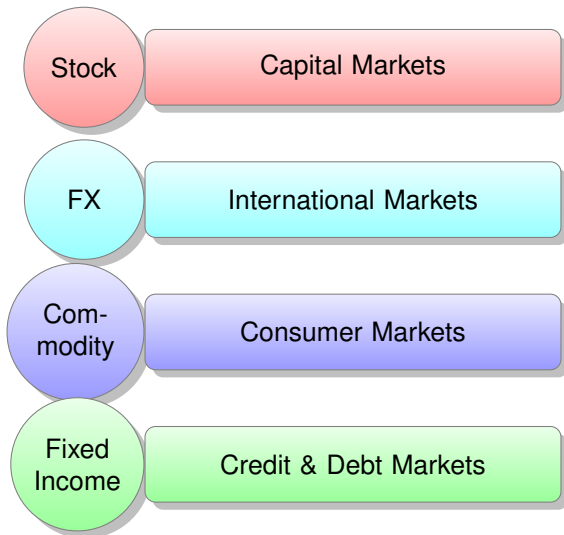 Stock
Capital Markets
FX
International Markets
Com-
modity
Consumer Markets
Fixed
Income
Credit & Debt Markets